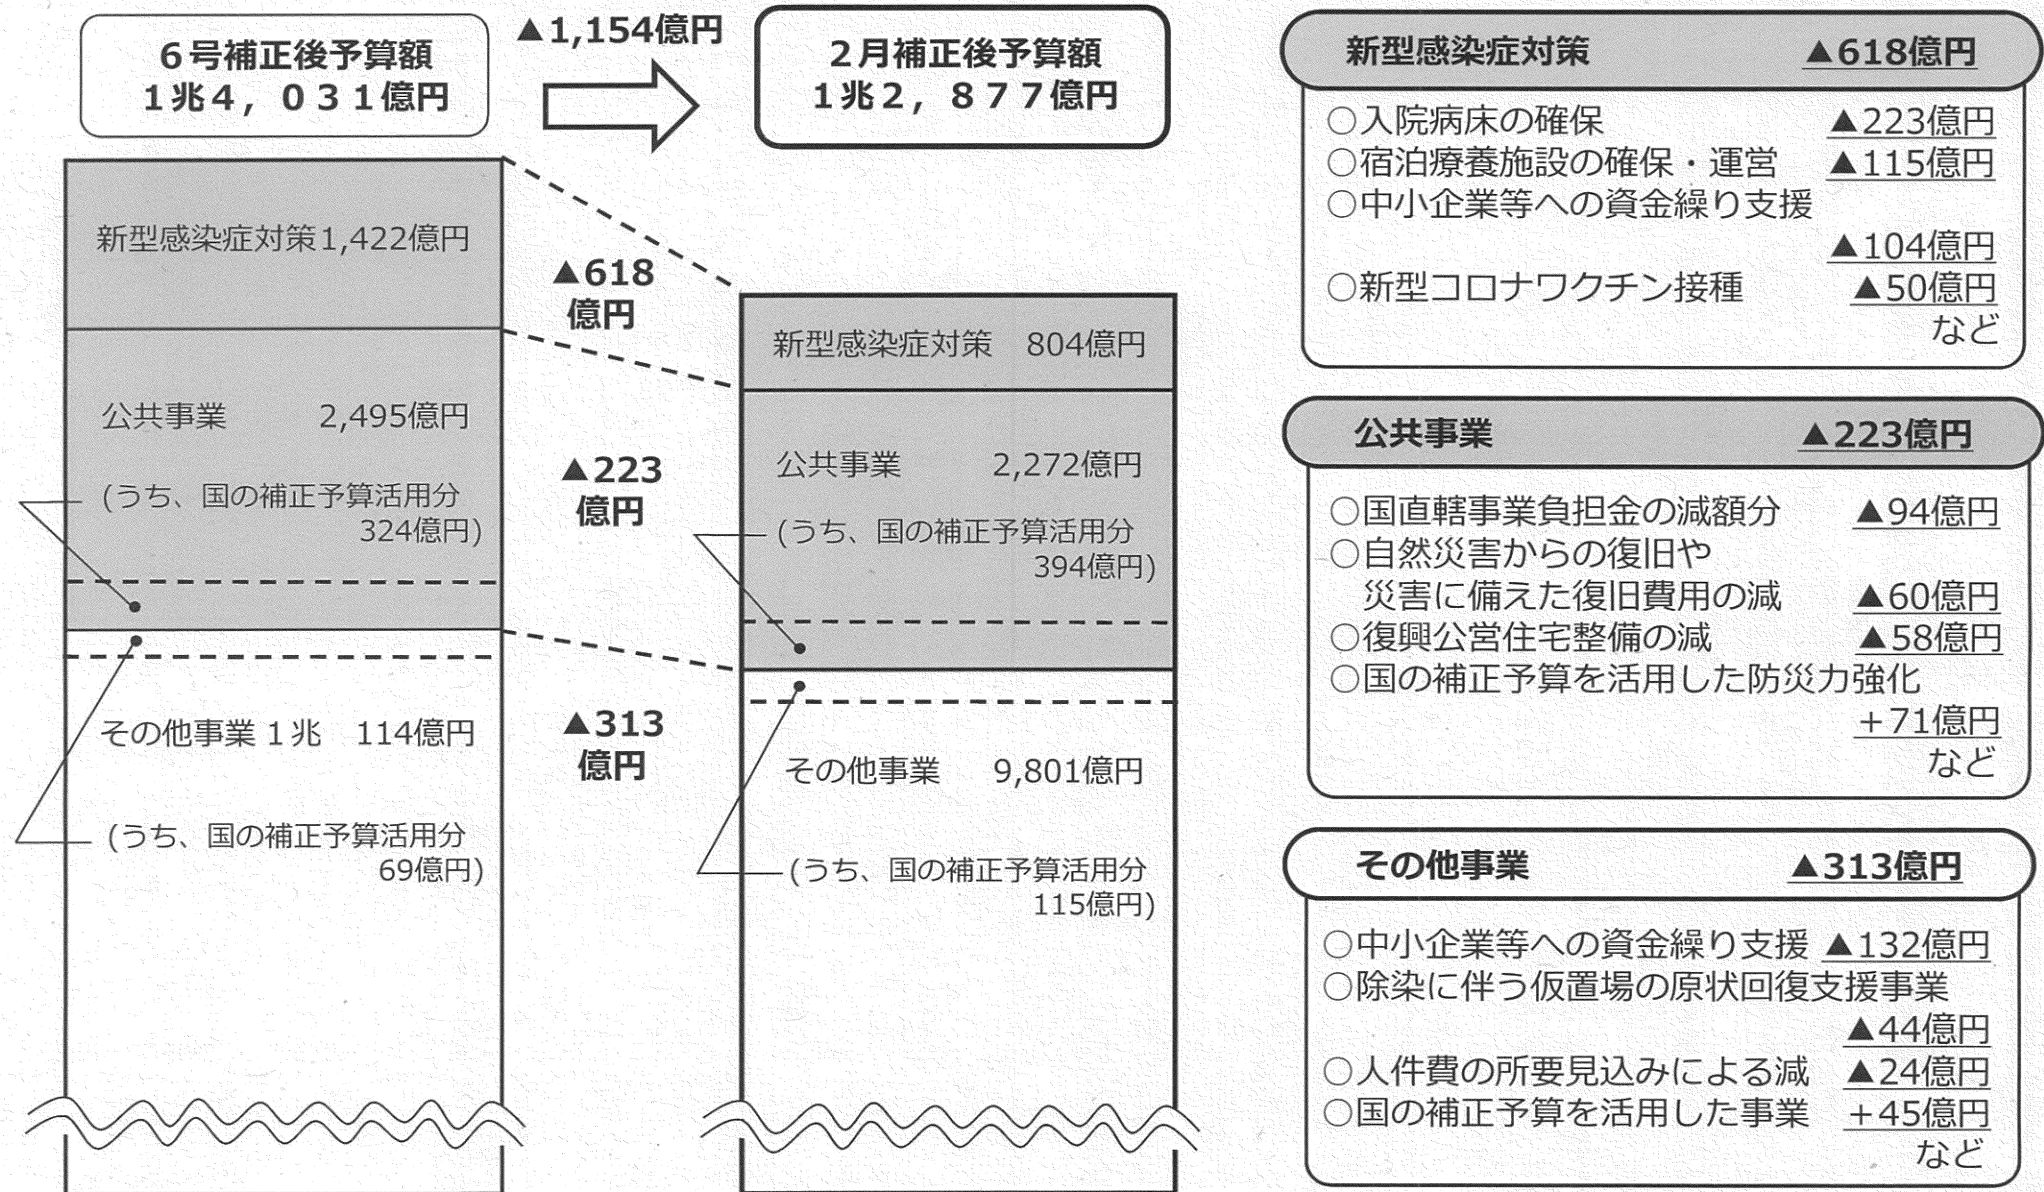 6号補正後予算額
1兆4，０３１億円
▲1,154億円
2月補正後予算額
1兆2，８７７億円
新型感染症対策1,422億円
公共事業 2,495億円
(うち、国の補正予算活用分
324億円)
その他事業 1兆 114億円
(うち、国の補正予算活用分
69億円)
▲618
億円
▲223
億円
▲313
億円
新型感染症対策 804億円
公共事業 2,272億円
(うち、国の補正予算活用分
394億円)
その他事業 9,801億円
(うち、国の補正予算活用分
115億円)
新型感染症対策 ▲618億円
○入院病床の確保 ▲223億円
○宿泊療養施設の確保・運営 ▲115億円
○中小企業等への資金繰り支援
▲104億円
○新型コロナワクチン接種 ▲50億円
など
公共事業 ▲223億円
○国直轄事業負担金の減額分 ▲94億円
○自然災害からの復旧や
災害に備えた復旧費用の減 ▲60億円
○復興公営住宅整備の減 ▲58億円
○国の補正予算を活用した防災力強化
＋71億円
など
その他事業 ▲313億円
○中小企業等への資金繰り支援 ▲132億円
○除染に伴う仮置場の原状回復支援事業
▲44億円
○人件費の所要見込みによる減 ▲24億円
○国の補正予算を活用した事業 ＋45億円
など